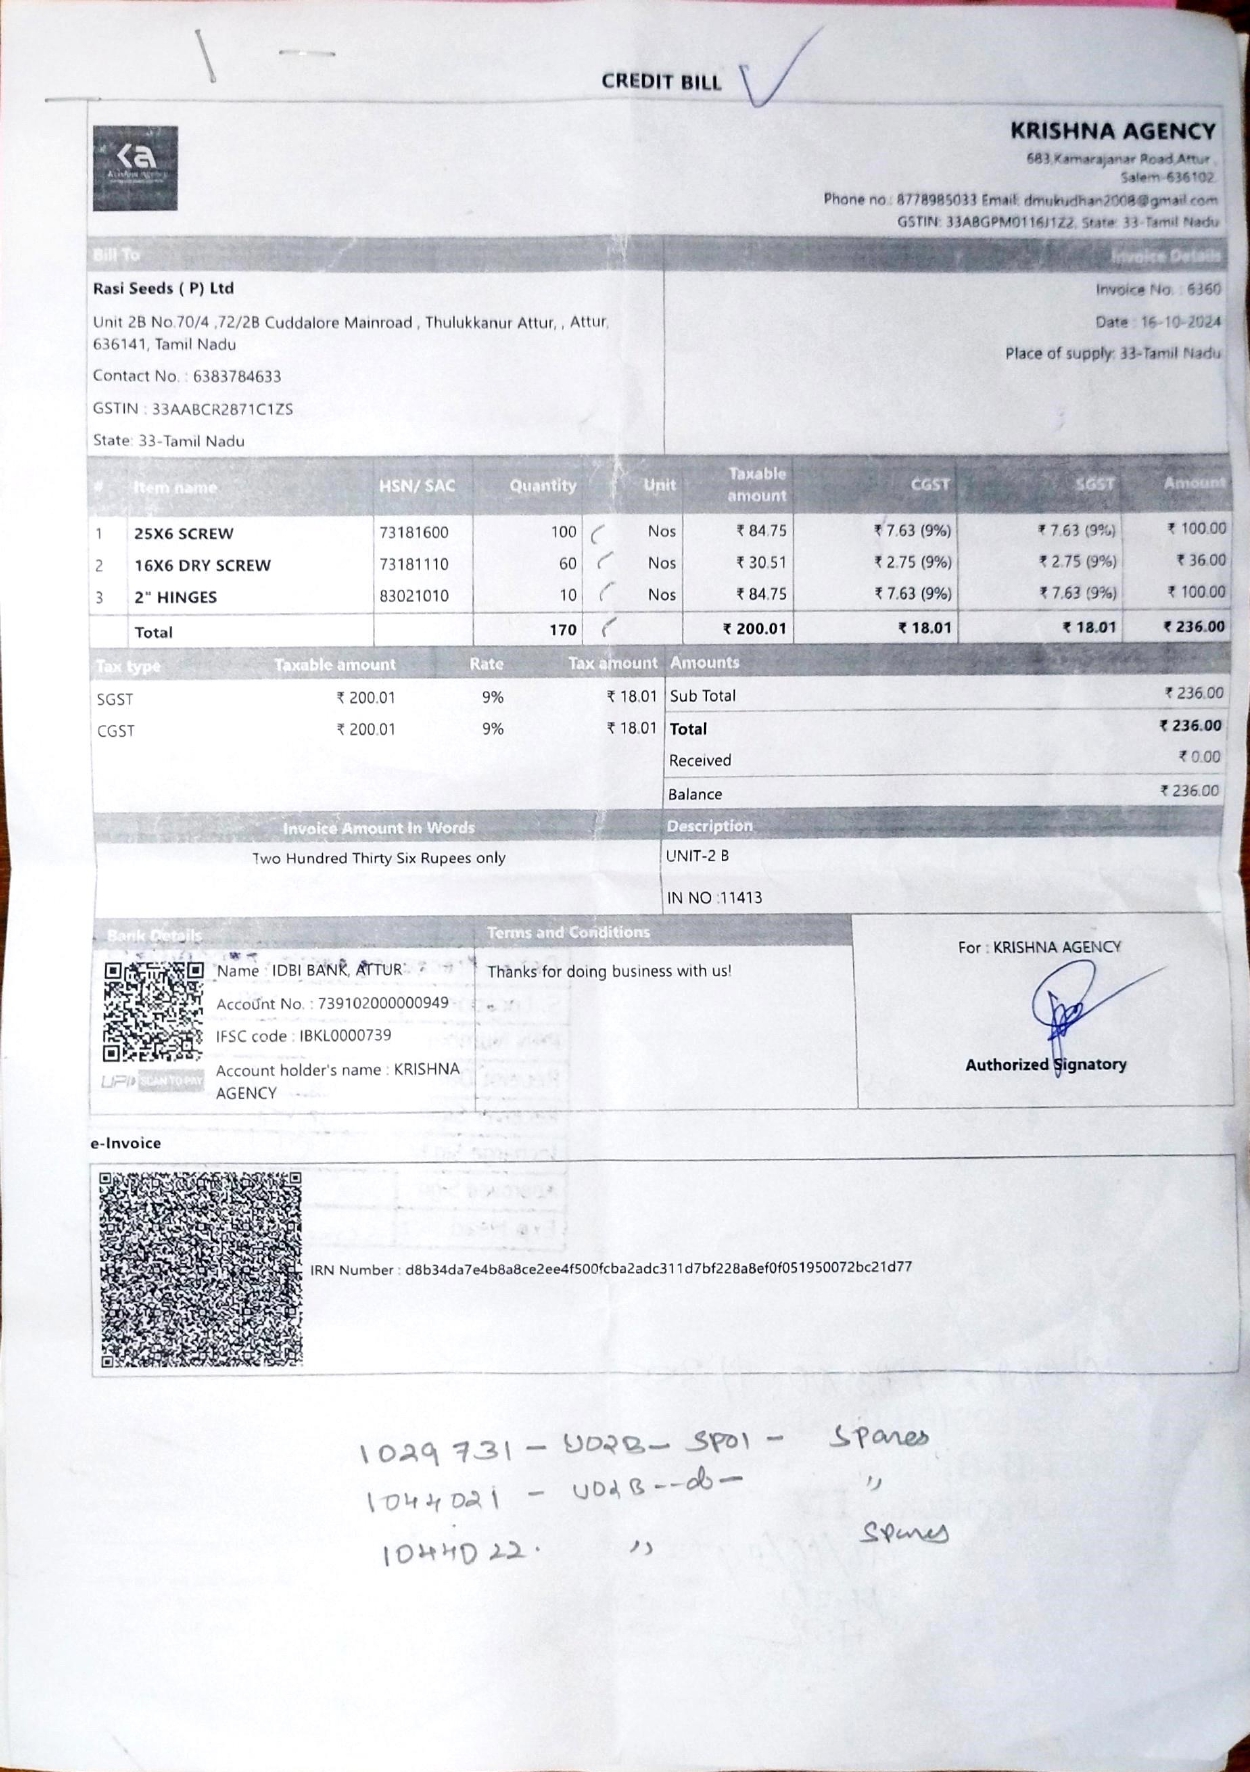 CREDIT BILL
ka
Krishna Agency
KRISHNA AGENCY
683,Kamarajanar Road,Attur,
Salem-636102.
Phone no.: 8778985033 Email: dmukudhan2008@gmail.com
GSTIN: 33ABGPM0116J1Z2, State: 33-Tamil Nadu
Bill To Invoice Details
Rasi Seeds ( P) Ltd Invoice No. : 6360
Unit 2B No.70/4 ,72/2B Cuddalore Mainroad , Thulukkanur Attur, , Attur, Date : 16-10-2024
636141, Tamil Nadu Place of supply: 33-Tamil Nadu
Contact No. : 6383784633
GSTIN : 33AABCR2871C1ZS
State: 33-Tamil Nadu
# Item name HSN/ SAC Quantity Unit Taxable amount CGST SGST Amount
1 25X6 SCREW 73181600 100 Nos ₹ 84.75 ₹ 7.63 (9%) ₹ 7.63 (9%) ₹ 100.00
2 16X6 DRY SCREW 73181110 60 Nos ₹ 30.51 ₹ 2.75 (9%) ₹ 2.75 (9%) ₹ 36.00
3 2" HINGES 83021010 10 Nos ₹ 84.75 ₹ 7.63 (9%) ₹ 7.63 (9%) ₹ 100.00
Total 170 ₹ 200.01 ₹ 18.01 ₹ 18.01 ₹ 236.00
Tax type Taxable amount Rate Tax amount Amounts
SGST ₹ 200.01 9% ₹ 18.01 Sub Total ₹ 236.00
CGST ₹ 200.01 9% ₹ 18.01 Total ₹ 236.00
Received ₹ 0.00
Balance ₹ 236.00
Invoice Amount In Words Description
Two Hundred Thirty Six Rupees only UNIT-2 B
IN NO :11413
Bank Details Terms and Conditions
For : KRISHNA AGENCY
Name : IDBI BANK, ATTUR Thanks for doing business with us!
Account No. : 739102000000949
IFSC code : IBKL0000739
Account holder's name : KRISHNA
AGENCY
UPI SCAN TO PAY
Authorized Signatory
e-Invoice
IRN Number : d8b34da7e4b8a8ce2ee4f500fcba2adc311d7bf228a8ef0f051950072bc21d77
1029731 - U02B - SP01 - Spares
1044021 - U02B -- do - "
1044022. " Spares